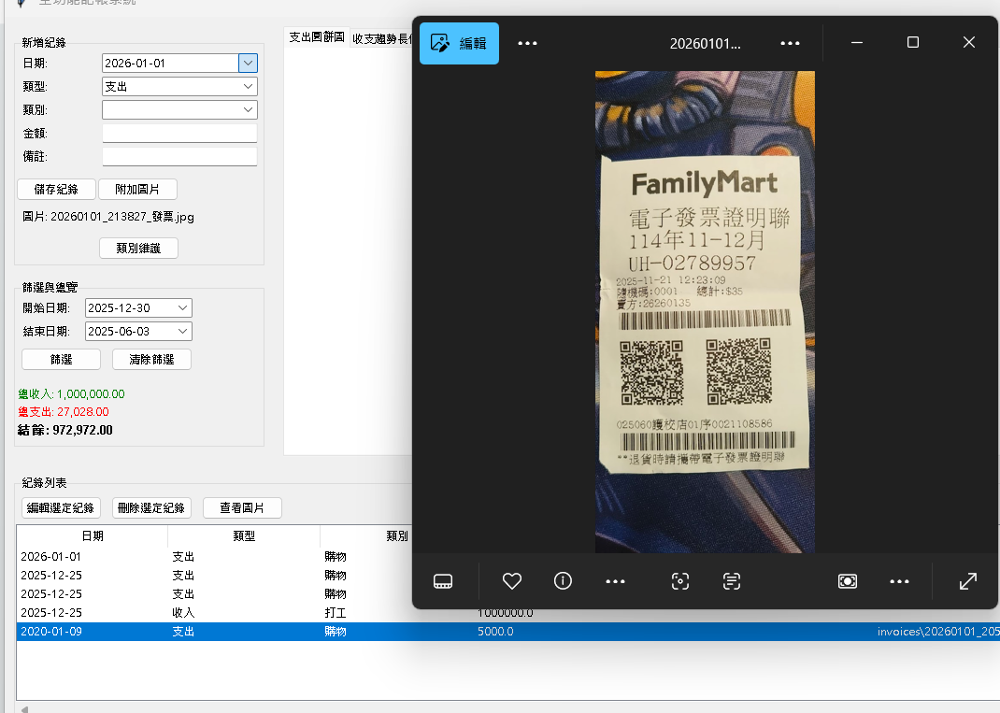 新增紀錄
日期: 2026-01-01
類型: 支出
類別:
金額:
備註:
儲存紀錄 附加圖片
圖片: 20260101_213827_發票.jpg
類別維護
篩選與總覽
開始日期: 2025-12-30
結束日期: 2025-06-03
篩選 清除篩選
總收入: 1,000,000.00
總支出: 27,028.00
結餘: 972,972.00
支出圓餅圖 收支趨勢長
紀錄列表
編輯選定紀錄 刪除選定紀錄 查看圖片
日期 類型 類別
2026-01-01 支出 購物
2025-12-25 支出 購物
2025-12-25 支出 購物
2025-12-25 收入 打工 1000000.0
2020-01-09 支出 購物 5000.0 invoices\20260101_205
編輯 20260101...
FamilyMart
電子發票證明聯
114年11-12月
UH-02789957
2025-11-21 12:23:09
隨機碼:0001 總計:$35
賣方:26260135
025060護校店01序0021108586
**退貨時請攜帶電子發票證明聯